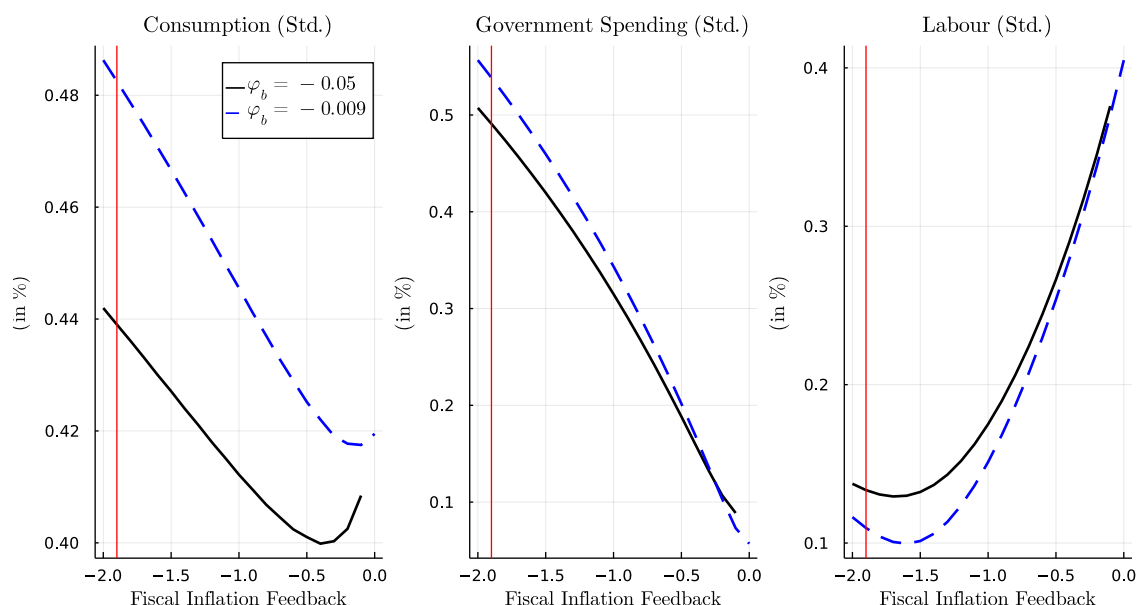 Consumption (Std.)
(in %)
0.48
0.46
0.44
0.42
0.40
φ_b = − 0.05
φ_b = − 0.009
−2.0 −1.5 −1.0 −0.5 0.0
Fiscal Inflation Feedback
Government Spending (Std.)
(in %)
0.5
0.4
0.3
0.2
0.1
−2.0 −1.5 −1.0 −0.5 0.0
Fiscal Inflation Feedback
Labour (Std.)
(in %)
0.4
0.3
0.2
0.1
−2.0 −1.5 −1.0 −0.5 0.0
Fiscal Inflation Feedback